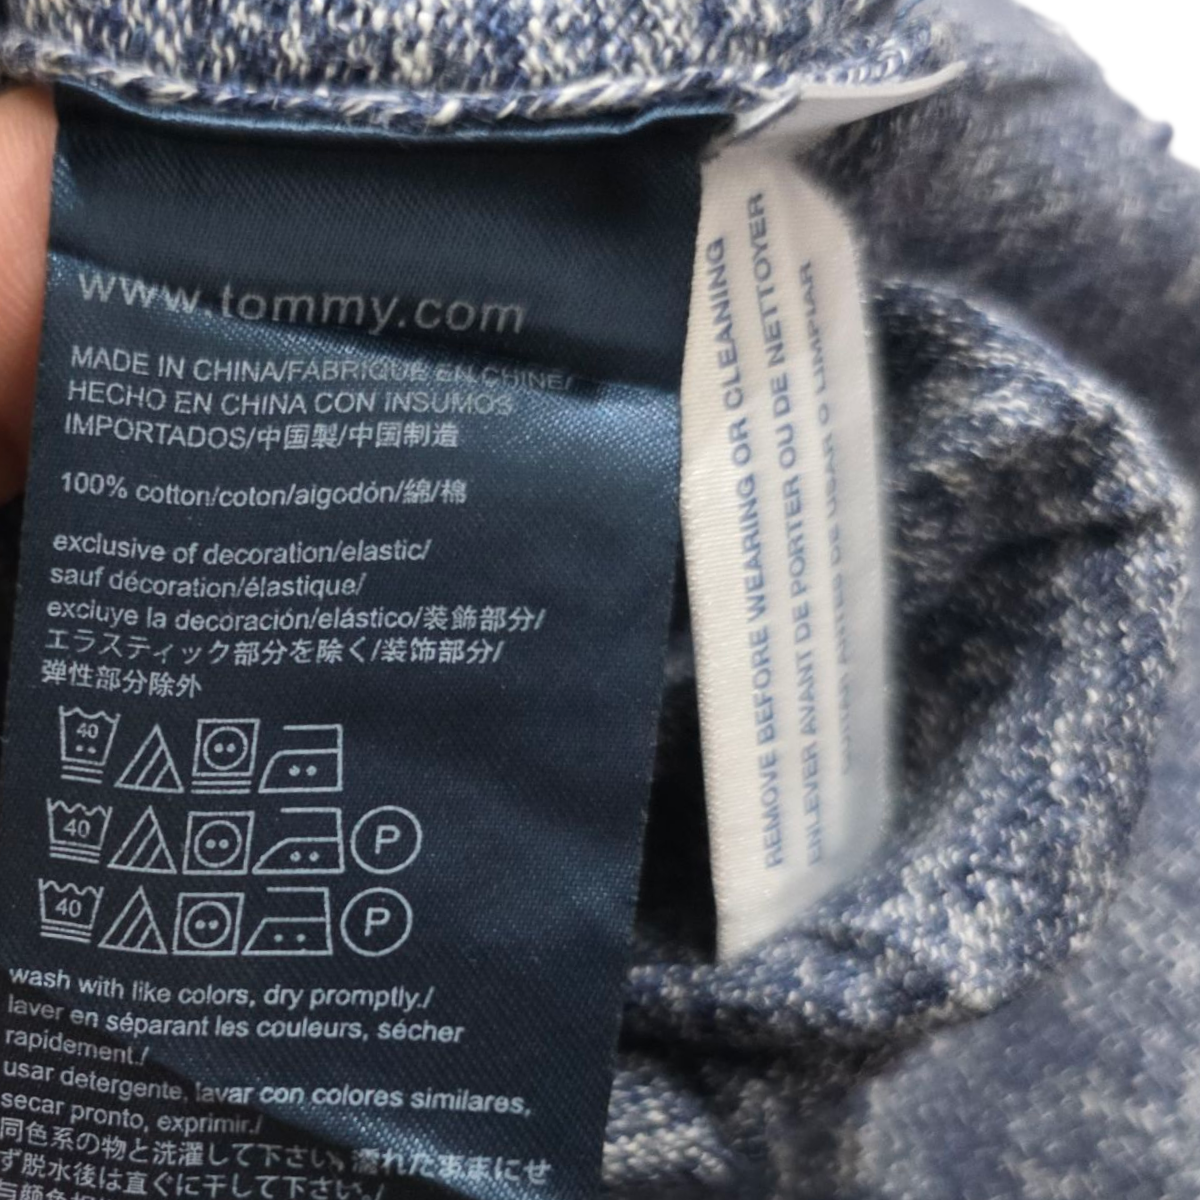 www.tommy.com
MADE IN CHINA/FABRIQUÉ EN CHINE/
HECHO EN CHINA CON INSUMOS
IMPORTADOS/中国製/中国制造
100% cotton/coton/algodón/綿/棉
exclusive of decoration/elastic/
sauf décoration/élastique/
excluye la decoración/elástico/装飾部分/
エラスティック部分を除く/装饰部分/
弹性部分除外
40
40 P
40 P
wash with like colors, dry promptly./
laver en séparant les couleurs, sécher
rapidement./
usar detergente, lavar con colores similares,
secar pronto, exprimir./
同色系の物と洗濯して下さい、濡れたままにせ
ず脱水後は直ぐに干して下さい。/
REMOVE BEFORE WEARING OR CLEANING
ENLEVER AVANT DE PORTER OU DE NETTOYER
ANTES DE USAR O LIMPIAR